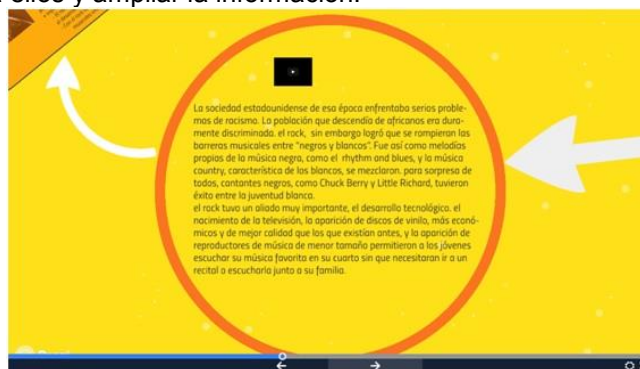 ellos y ampliar la información.
La sociedad estadounidense de esa época enfrentaba serios proble-
mas de racismo. La población que descendía de africanos era dura-
mente discriminada. el rock, sin embargo logró que se rompieran las
barreras musicales entre "negros y blancos". Fue así como melodías
propias de la música negra, como el rhythm and blues, y la música
country, característica de los blancos, se mezclaron. para sorpresa de
todos, cantantes negros, como Chuck Berry y Little Richard, tuvieron
éxito entre la juventud blanca.
el rock tuvo un aliado muy importante, el desarrollo tecnológico. el
nacimiento de la televisión, la aparición de discos de vinilo, más econó-
micos y de mejor calidad que los que existían antes, y la aparición de
reproductores de música de menor tamaño permitieron a los jóvenes
escuchar su música favorita en su cuarto sin que necesitaran ir a un
recital o escucharla junto a su familia.